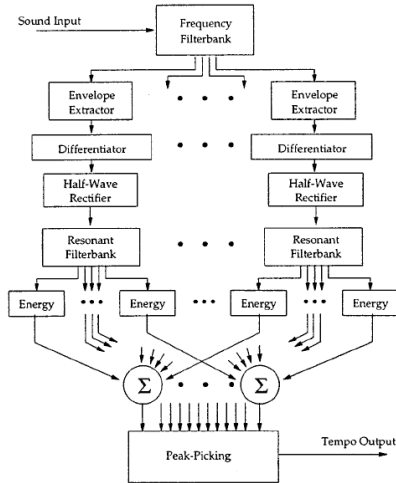 Sound Input
Frequency
Filterbank
Envelope
Extractor
Envelope
Extractor
Differentiator
Differentiator
Half-Wave
Rectifier
Half-Wave
Rectifier
Resonant
Filterbank
Resonant
Filterbank
Energy
Energy
Energy
Energy
Σ
Σ
Peak-Picking
Tempo Output